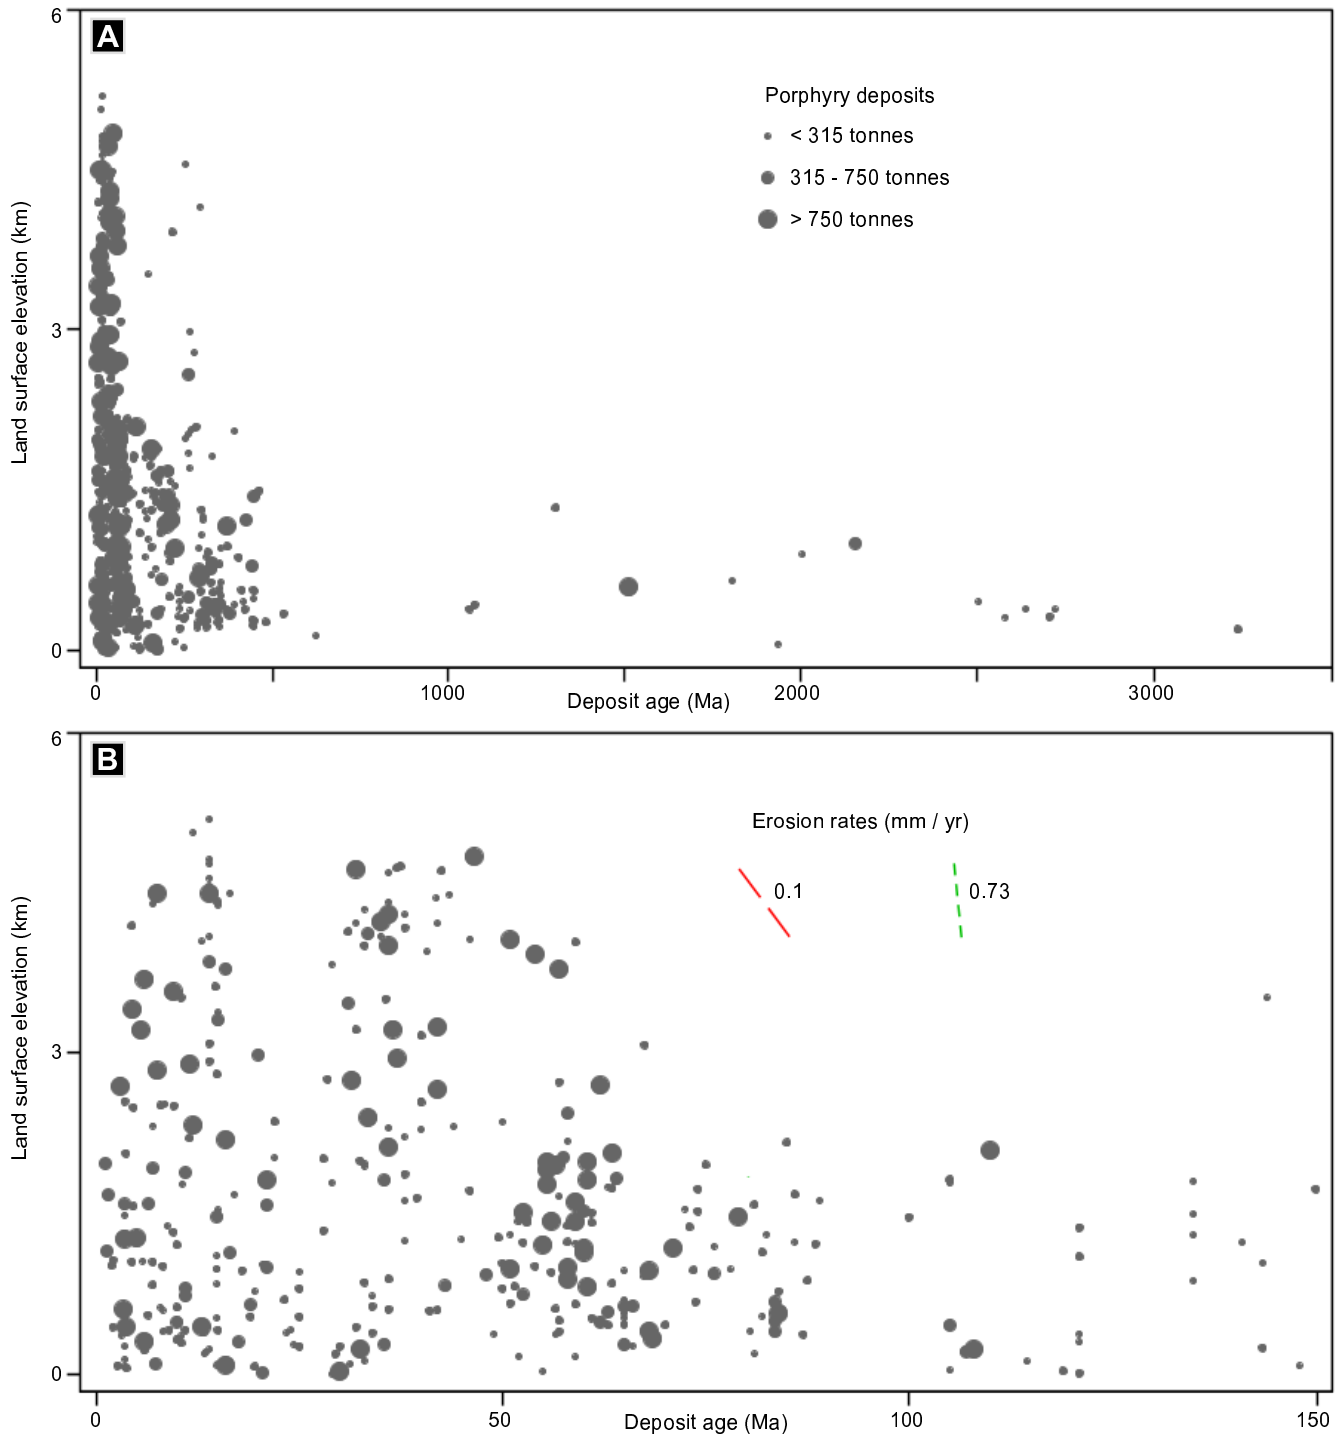 6
A
Porphyry deposits
< 315 tonnes
315 - 750 tonnes
> 750 tonnes
Land surface elevation (km)
3
0
0
1000
2000
3000
Deposit age (Ma)
6
B
Erosion rates (mm / yr)
0.1
0.73
Land surface elevation (km)
3
0
0
50
100
150
Deposit age (Ma)